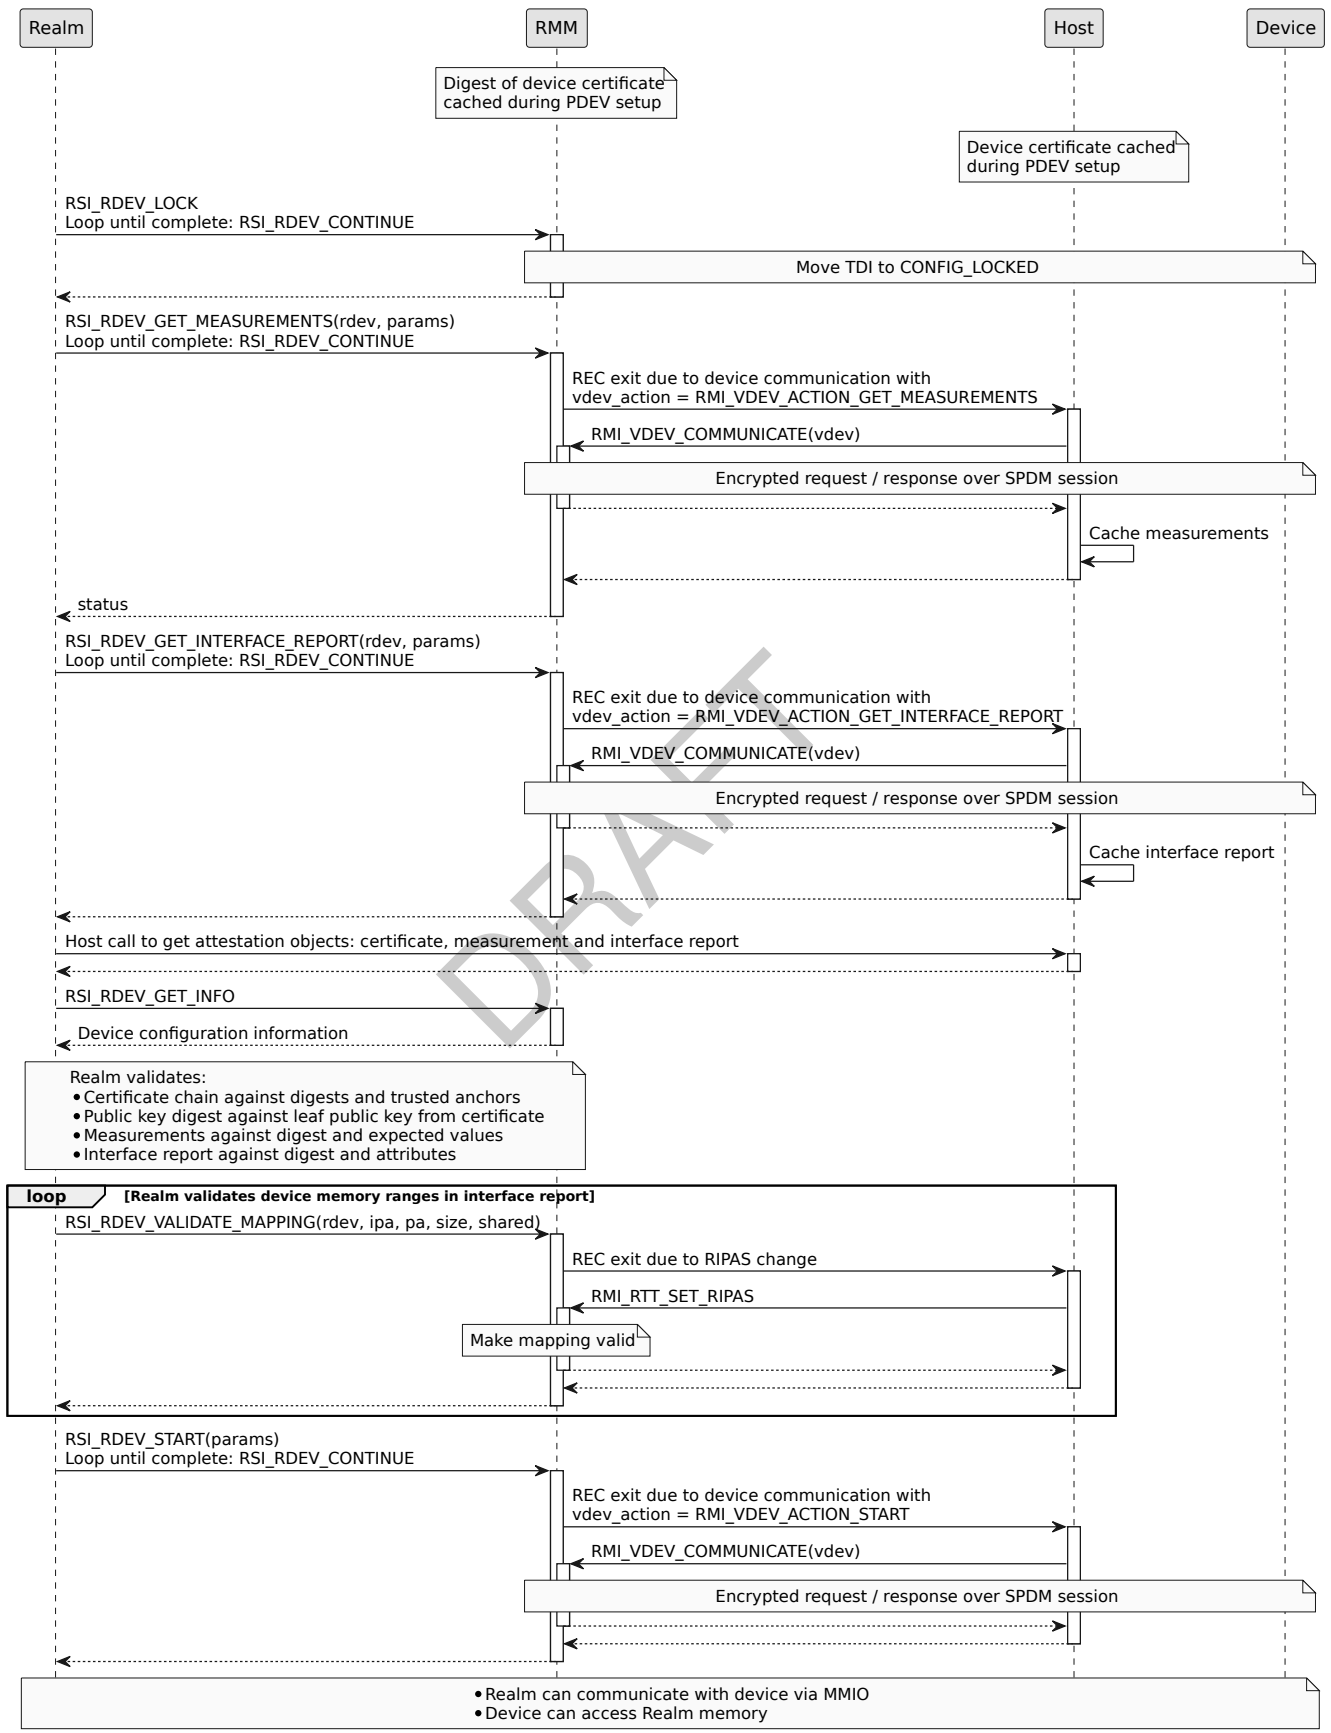 Realm
RMM
Host
Device
Digest of device certificate
cached during PDEV setup
Device certificate cached
during PDEV setup
RSI_RDEV_LOCK
Loop until complete: RSI_RDEV_CONTINUE
Move TDI to CONFIG_LOCKED
RSI_RDEV_GET_MEASUREMENTS(rdev, params)
Loop until complete: RSI_RDEV_CONTINUE
REC exit due to device communication with
vdev_action = RMI_VDEV_ACTION_GET_MEASUREMENTS
RMI_VDEV_COMMUNICATE(vdev)
Encrypted request / response over SPDM session
Cache measurements
status
RSI_RDEV_GET_INTERFACE_REPORT(rdev, params)
Loop until complete: RSI_RDEV_CONTINUE
REC exit due to device communication with
vdev_action = RMI_VDEV_ACTION_GET_INTERFACE_REPORT
RMI_VDEV_COMMUNICATE(vdev)
Encrypted request / response over SPDM session
Cache interface report
DRAFT
Host call to get attestation objects: certificate, measurement and interface report
RSI_RDEV_GET_INFO
Device configuration information
Realm validates:
• Certificate chain against digests and trusted anchors
• Public key digest against leaf public key from certificate
• Measurements against digest and expected values
• Interface report against digest and attributes
loop [Realm validates device memory ranges in interface report]
RSI_RDEV_VALIDATE_MAPPING(rdev, ipa, pa, size, shared)
REC exit due to RIPAS change
RMI_RTT_SET_RIPAS
Make mapping valid
RSI_RDEV_START(params)
Loop until complete: RSI_RDEV_CONTINUE
REC exit due to device communication with
vdev_action = RMI_VDEV_ACTION_START
RMI_VDEV_COMMUNICATE(vdev)
Encrypted request / response over SPDM session
• Realm can communicate with device via MMIO
• Device can access Realm memory